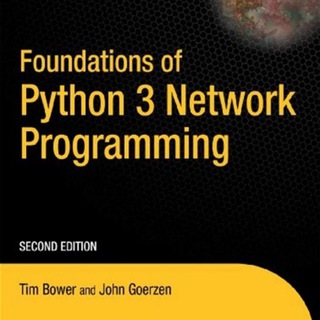 Foundations of
Python 3 Network
Programming
SECOND EDITION
Tim Bower and John Goerzen